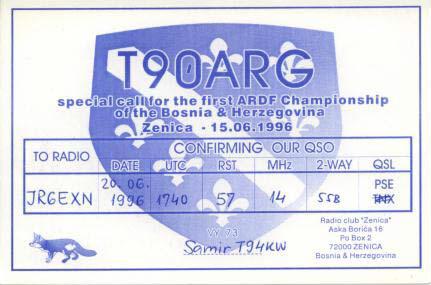 T90ARG
special call for the first ARDF Championship
of the Bosnia & Herzegovina
Zenica - 15.06.1996
CONFIRMING OUR QSO
TO RADIO DATE UTC RST MHz 2-WAY QSL
JR6EXN 20.06.1996 1740 57 14 SSB PSE
TNX
VY 73
Samir T94KW
Radio club "Zenica"
Aska Borića 16
Po Box 2
72000 ZENICA
Bosnia & Herzegovina